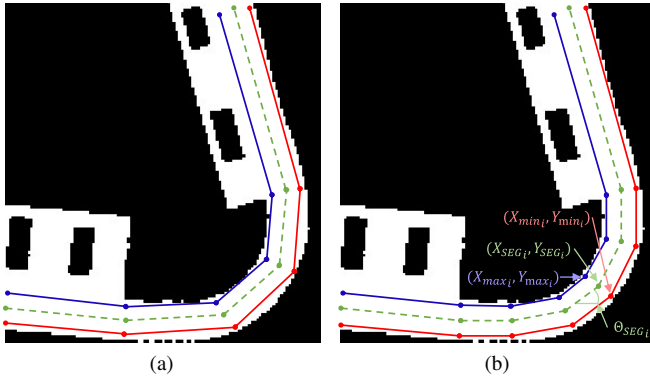 (X_{min_i}, Y_{min_i})
(X_{SEG_i}, Y_{SEG_i})
(X_{max_i}, Y_{max_i})
Θ_{SEG_i}
(a) (b)